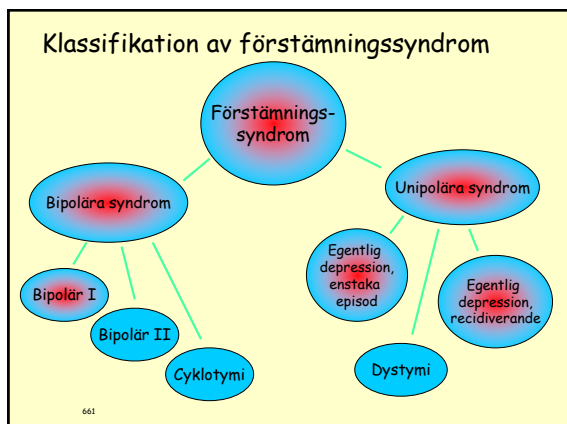 Klassifikation av förstämningssyndrom
Förstämnings-
syndrom
Bipolära syndrom
Unipolära syndrom
Bipolär I
Bipolär II
Cyklotymi
Egentlig
depression,
enstaka
episod
Dystymi
Egentlig
depression,
recidiverande
661